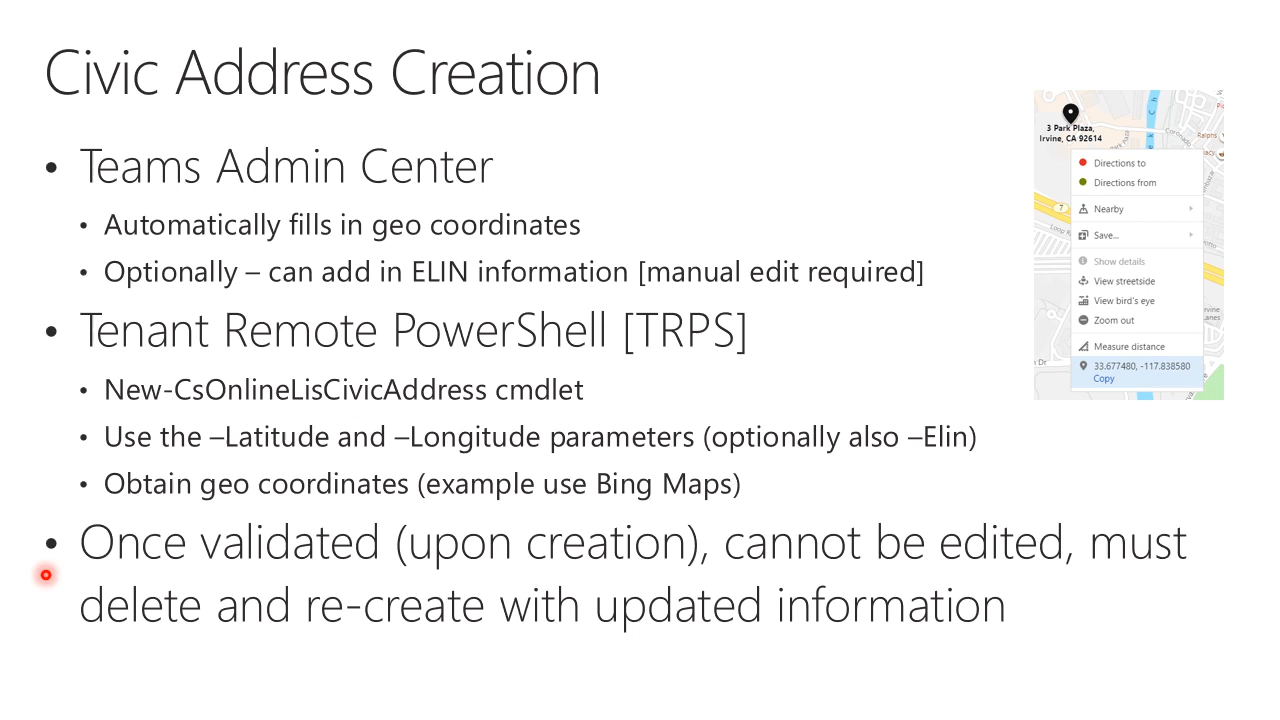 Civic Address Creation
• Teams Admin Center
• Automatically fills in geo coordinates
• Optionally – can add in ELIN information [manual edit required]
• Tenant Remote PowerShell [TRPS]
• New-CsOnlineLisCivicAddress cmdlet
• Use the –Latitude and –Longitude parameters (optionally also –Elin)
• Obtain geo coordinates (example use Bing Maps)
• Once validated (upon creation), cannot be edited, must
delete and re-create with updated information
3 Park Plaza,
Irvine, CA 92614
Ralphs
7
Directions to
Directions from
Nearby
Save...
Show details
View streetside
View bird's eye
Zoom out
Measure distance
33.677480, -117.838580
Copy